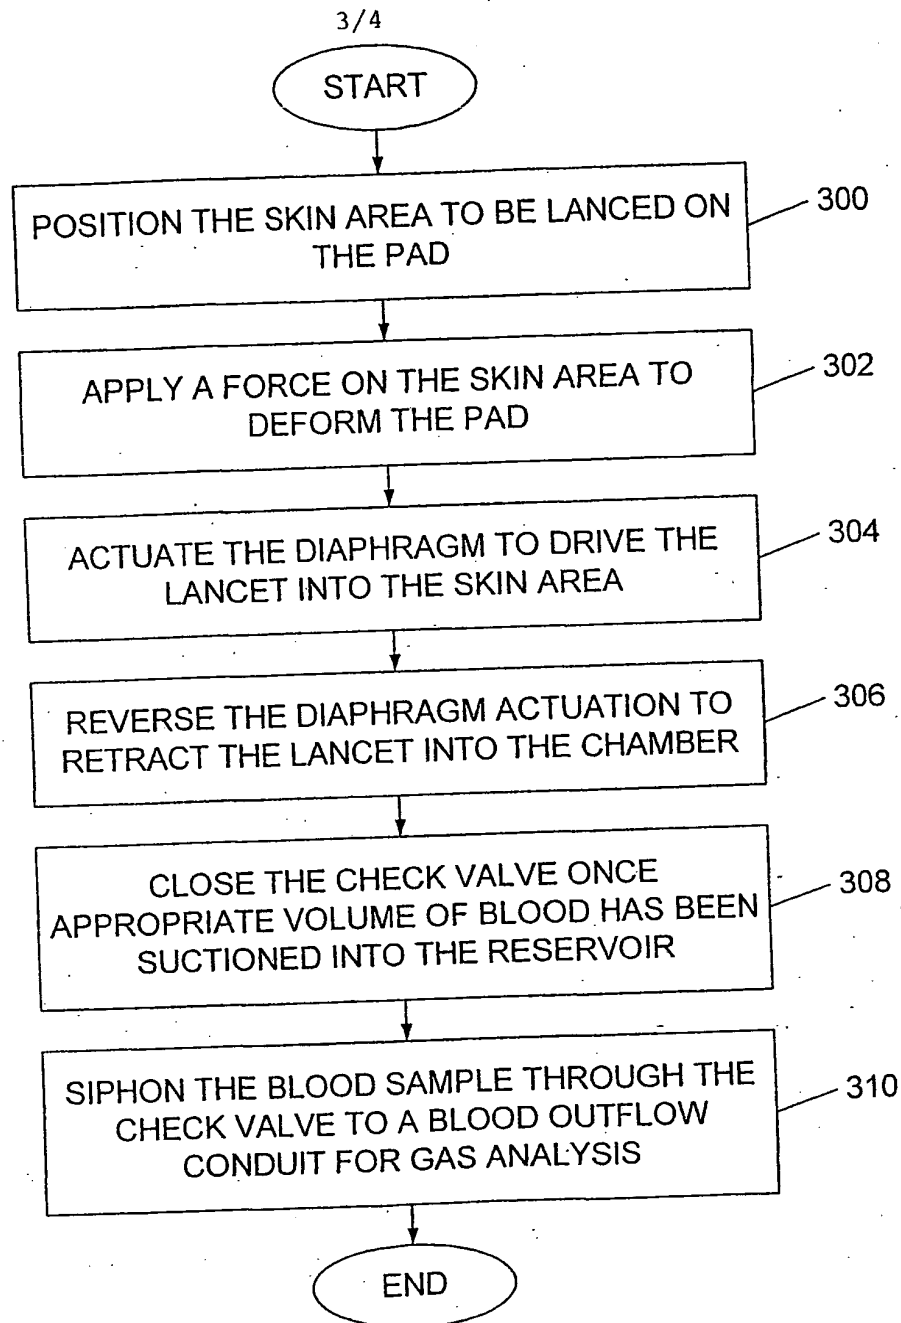 3/4
START
POSITION THE SKIN AREA TO BE LANCED ON
THE PAD
300
APPLY A FORCE ON THE SKIN AREA TO
DEFORM THE PAD
302
ACTUATE THE DIAPHRAGM TO DRIVE THE
LANCET INTO THE SKIN AREA
304
REVERSE THE DIAPHRAGM ACTUATION TO
RETRACT THE LANCET INTO THE CHAMBER
306
CLOSE THE CHECK VALVE ONCE
APPROPRIATE VOLUME OF BLOOD HAS BEEN
SUCTIONED INTO THE RESERVOIR
308
SIPHON THE BLOOD SAMPLE THROUGH THE
CHECK VALVE TO A BLOOD OUTFLOW
CONDUIT FOR GAS ANALYSIS
310
END